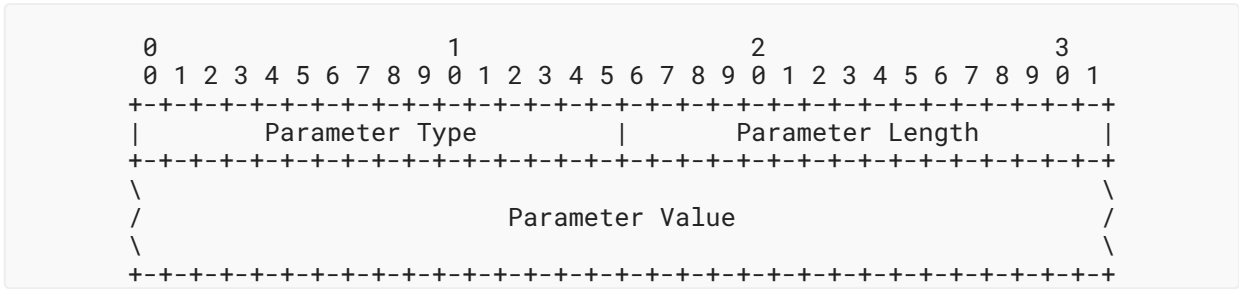 0                   1                   2                   3
 0 1 2 3 4 5 6 7 8 9 0 1 2 3 4 5 6 7 8 9 0 1 2 3 4 5 6 7 8 9 0 1
+-+-+-+-+-+-+-+-+-+-+-+-+-+-+-+-+-+-+-+-+-+-+-+-+-+-+-+-+-+-+-+-+
|        Parameter Type         |       Parameter Length        |
+-+-+-+-+-+-+-+-+-+-+-+-+-+-+-+-+-+-+-+-+-+-+-+-+-+-+-+-+-+-+-+-+
\                                                               \
/                        Parameter Value                        /
\                                                               \
+-+-+-+-+-+-+-+-+-+-+-+-+-+-+-+-+-+-+-+-+-+-+-+-+-+-+-+-+-+-+-+-+